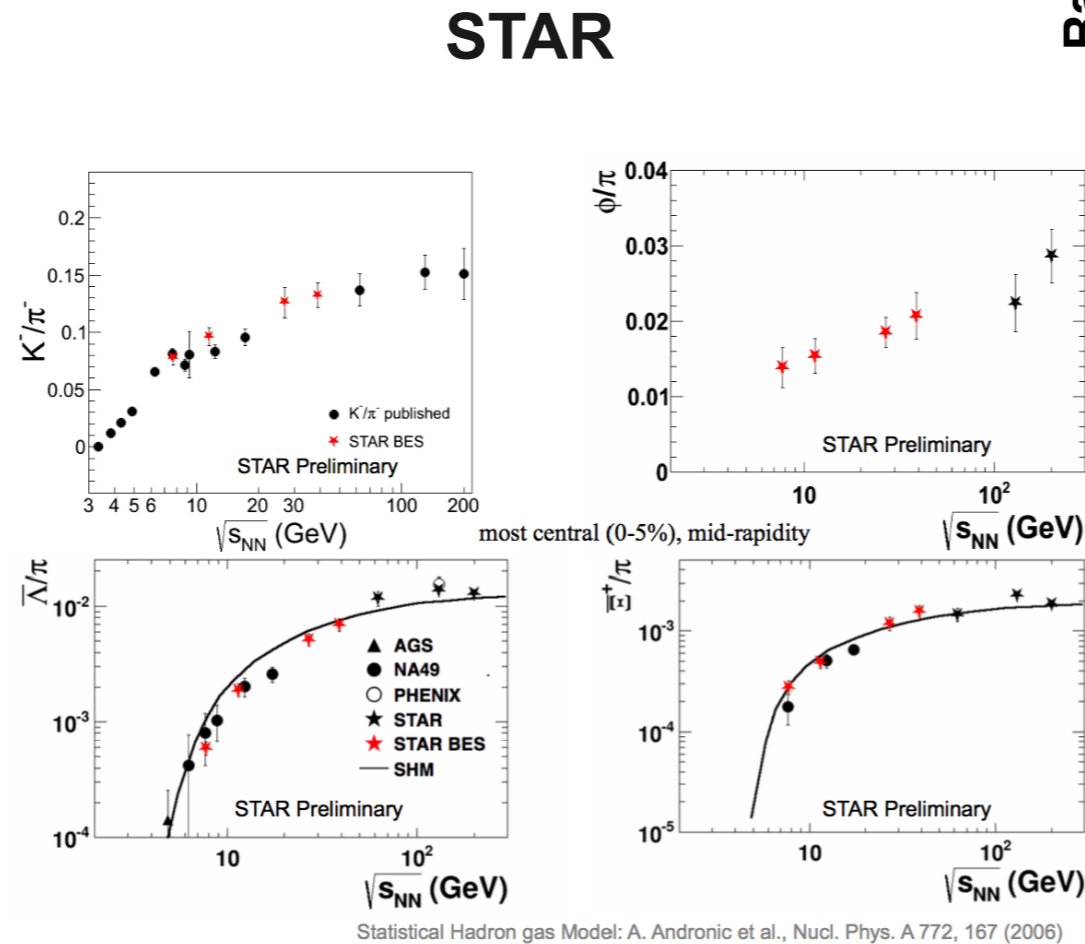 STAR
Ba
K⁻/π⁻
0.2
0.15
0.1
0.05
0
K⁻/π⁻ published
STAR BES
STAR Preliminary
3 4 5 6 10 20 30 100 200
√sNN (GeV)
ϕ/π
0.04
0.03
0.02
0.01
0
STAR Preliminary
10 10²
√sNN (GeV)
most central (0-5%), mid-rapidity
Λ̅/π
10⁻²
10⁻³
10⁻⁴
AGS
NA49
PHENIX
STAR
STAR BES
SHM
STAR Preliminary
10 10²
√sNN (GeV)
Ξ̅⁺/π
10⁻³
10⁻⁴
10⁻⁵
STAR Preliminary
10 10²
√sNN (GeV)
Statistical Hadron gas Model: A. Andronic et al., Nucl. Phys. A 772, 167 (2006)